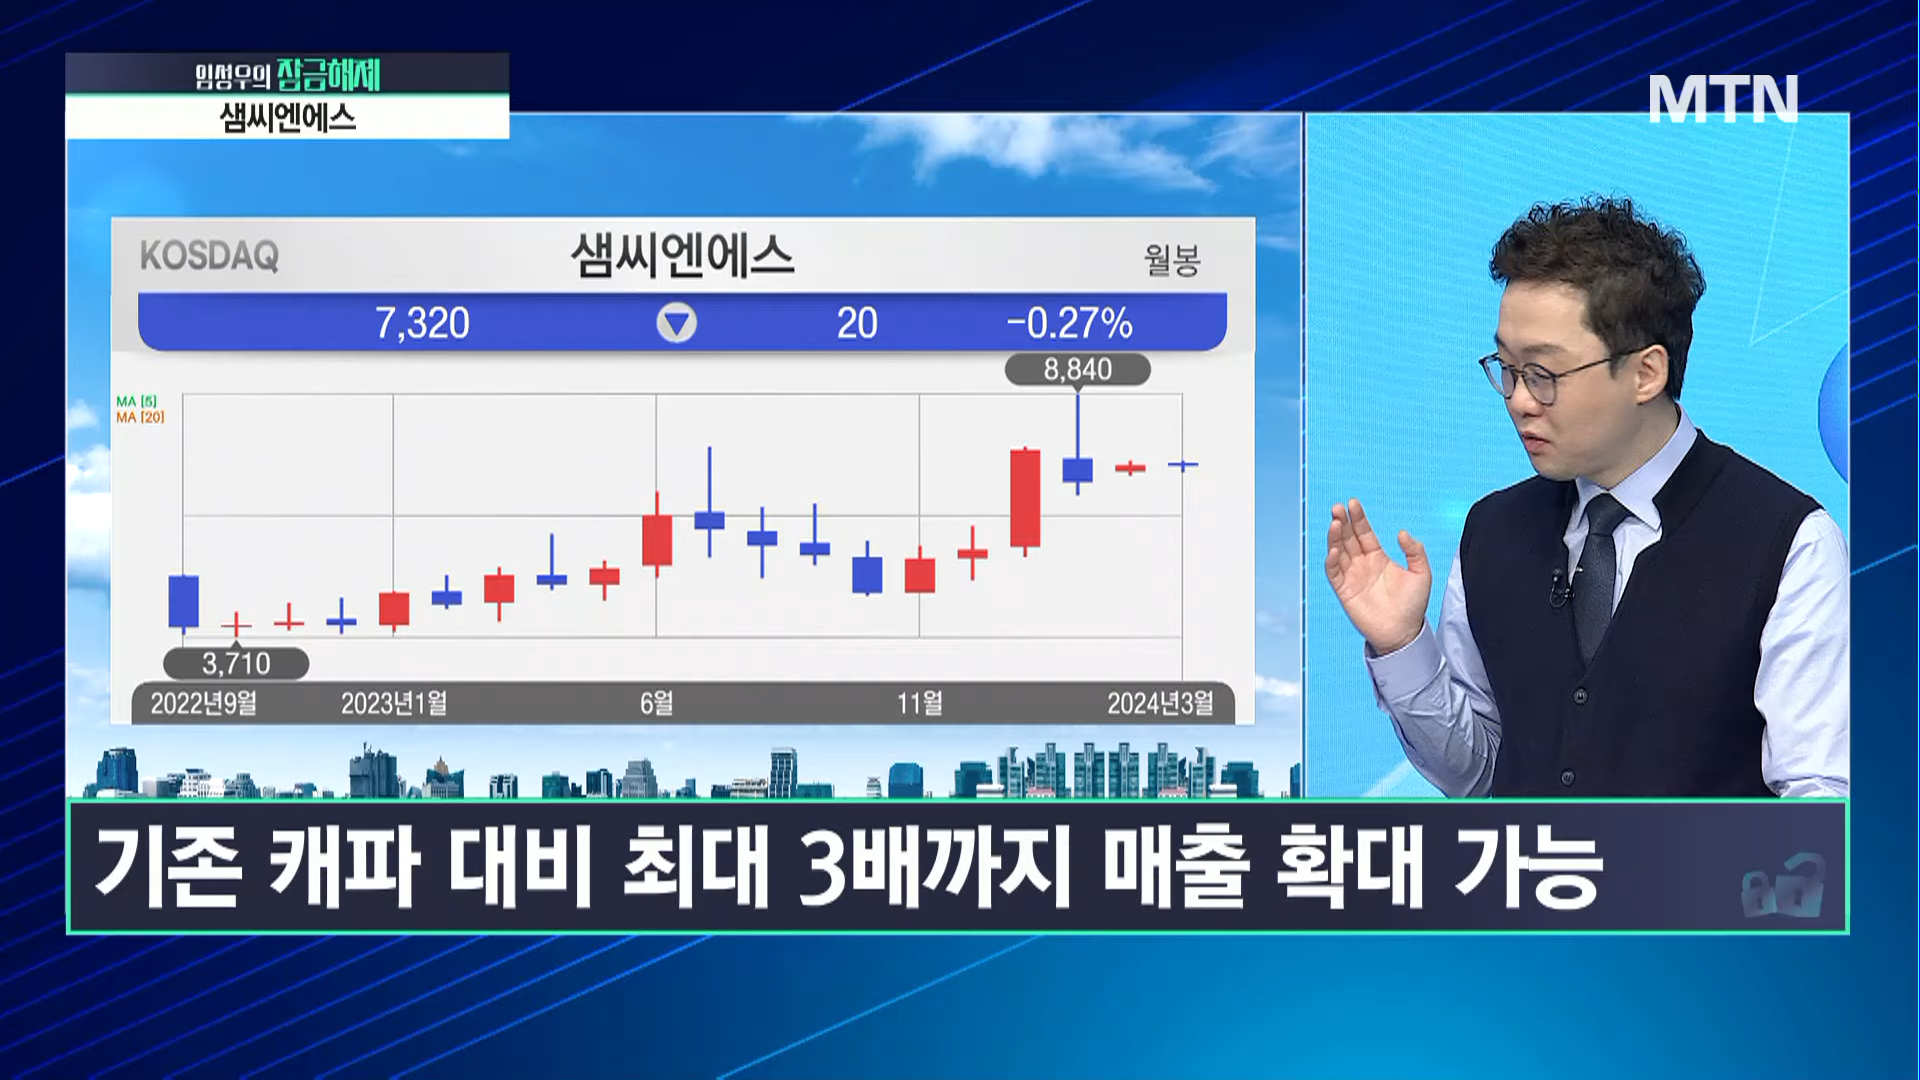 임성우의 잠금해제
샘씨엔에스
MTN
KOSDAQ
샘씨엔에스
월봉
7,320 ▼ 20 -0.27%
8,840
MA [5]
MA [20]
3,710
2022년9월 2023년1월 6월 11월 2024년3월
기존 캐파 대비 최대 3배까지 매출 확대 가능